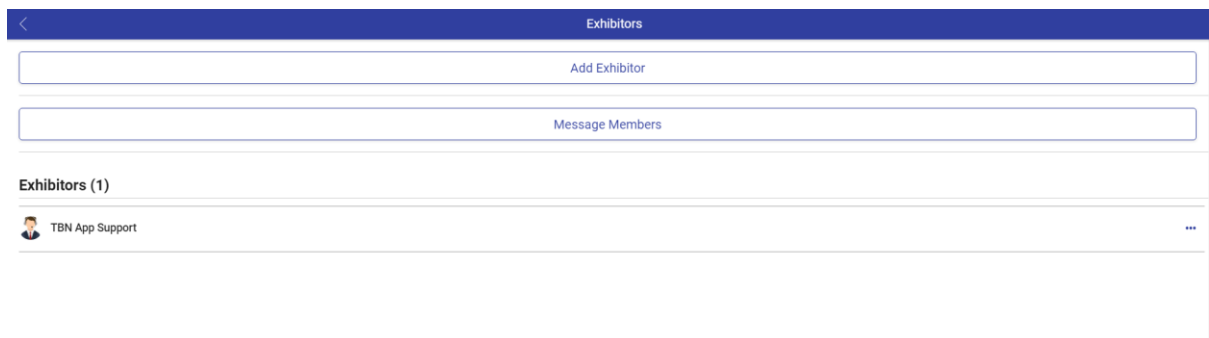 Exhibitors
Add Exhibitor
Message Members
Exhibitors (1)
TBN App Support